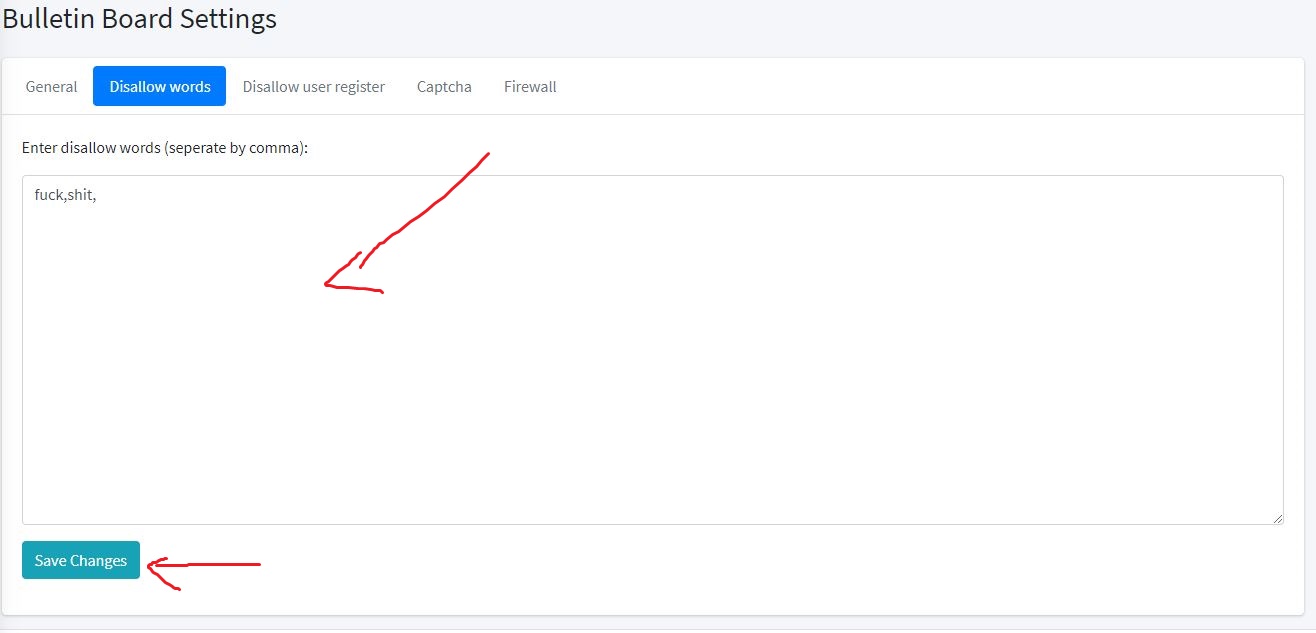 Bulletin Board Settings
General Disallow words Disallow user register Captcha Firewall
Enter disallow words (seperate by comma):
fuck,shit,
Save Changes